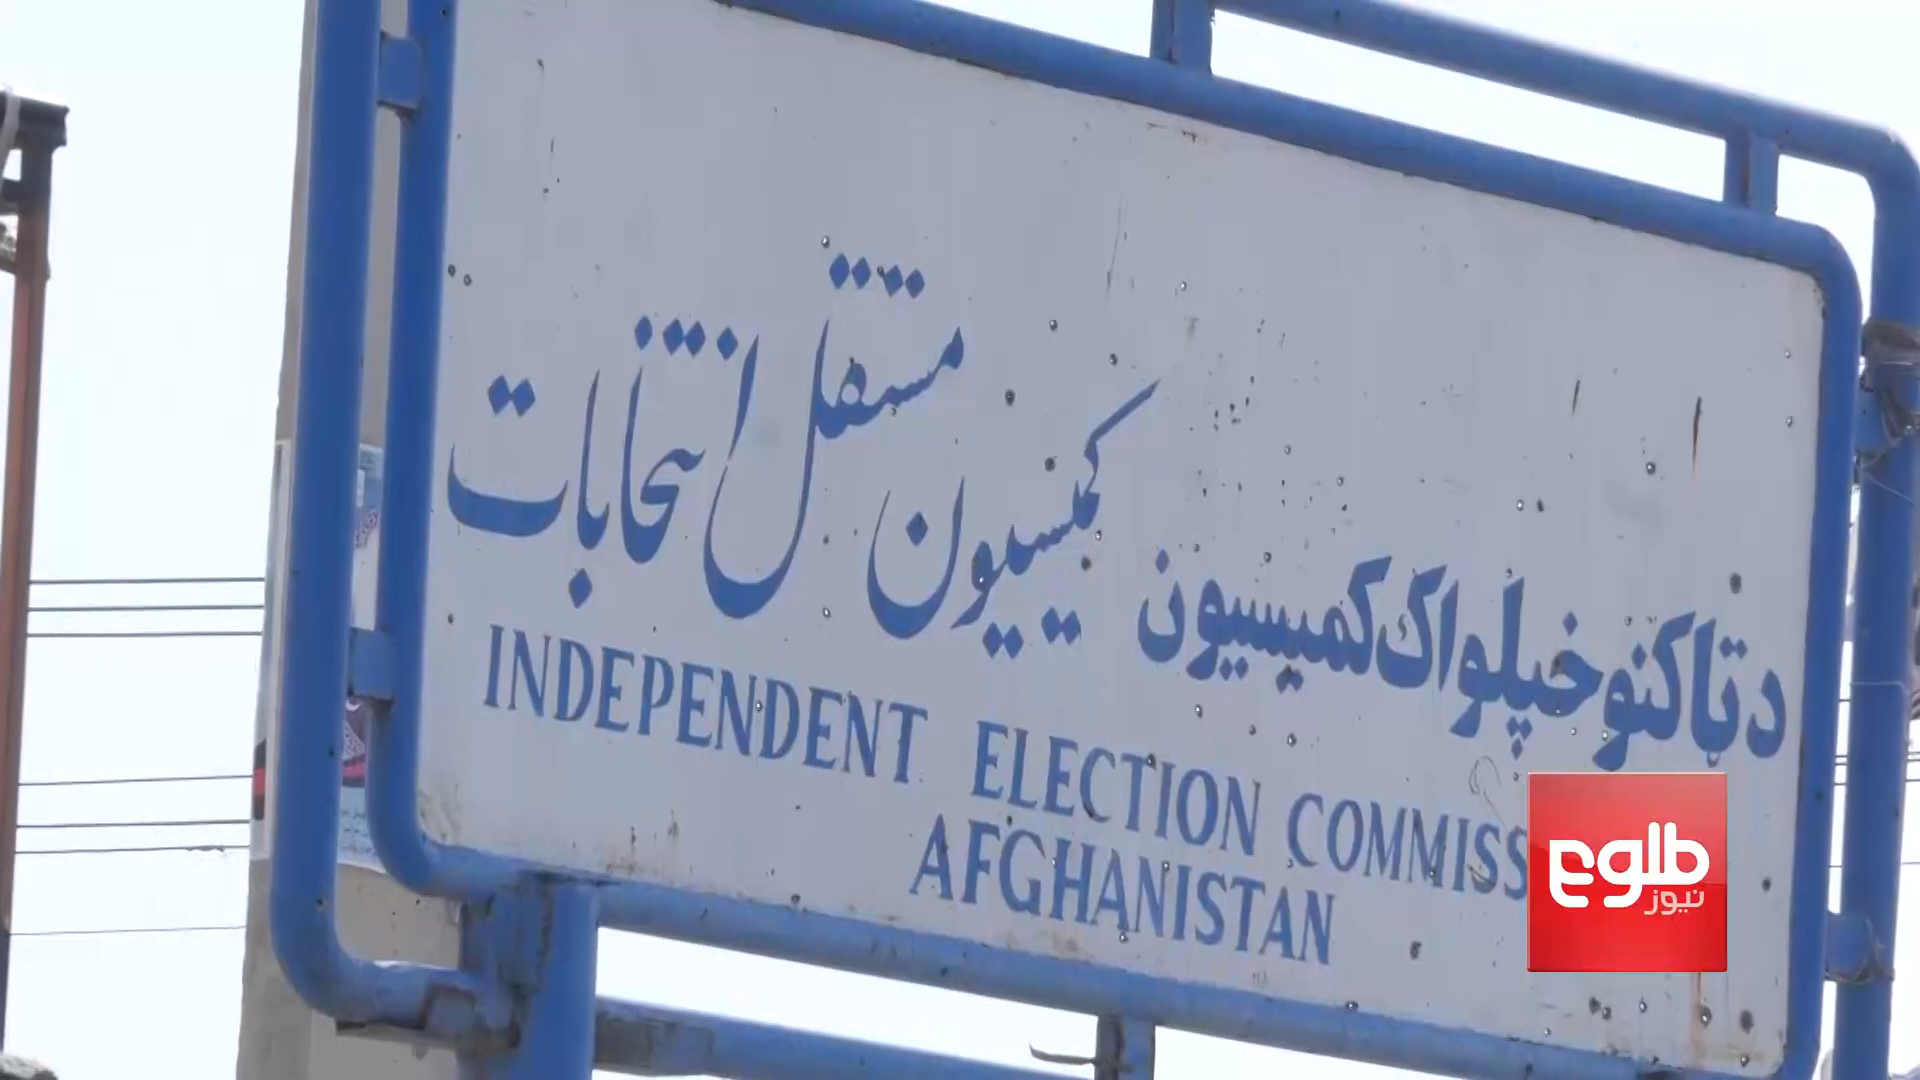 کمیسیون مستقل انتخابات
د ټاکنو خپلواک کمیسیون
INDEPENDENT ELECTION COMMISS
AFGHANISTAN
طلوع
نیوز